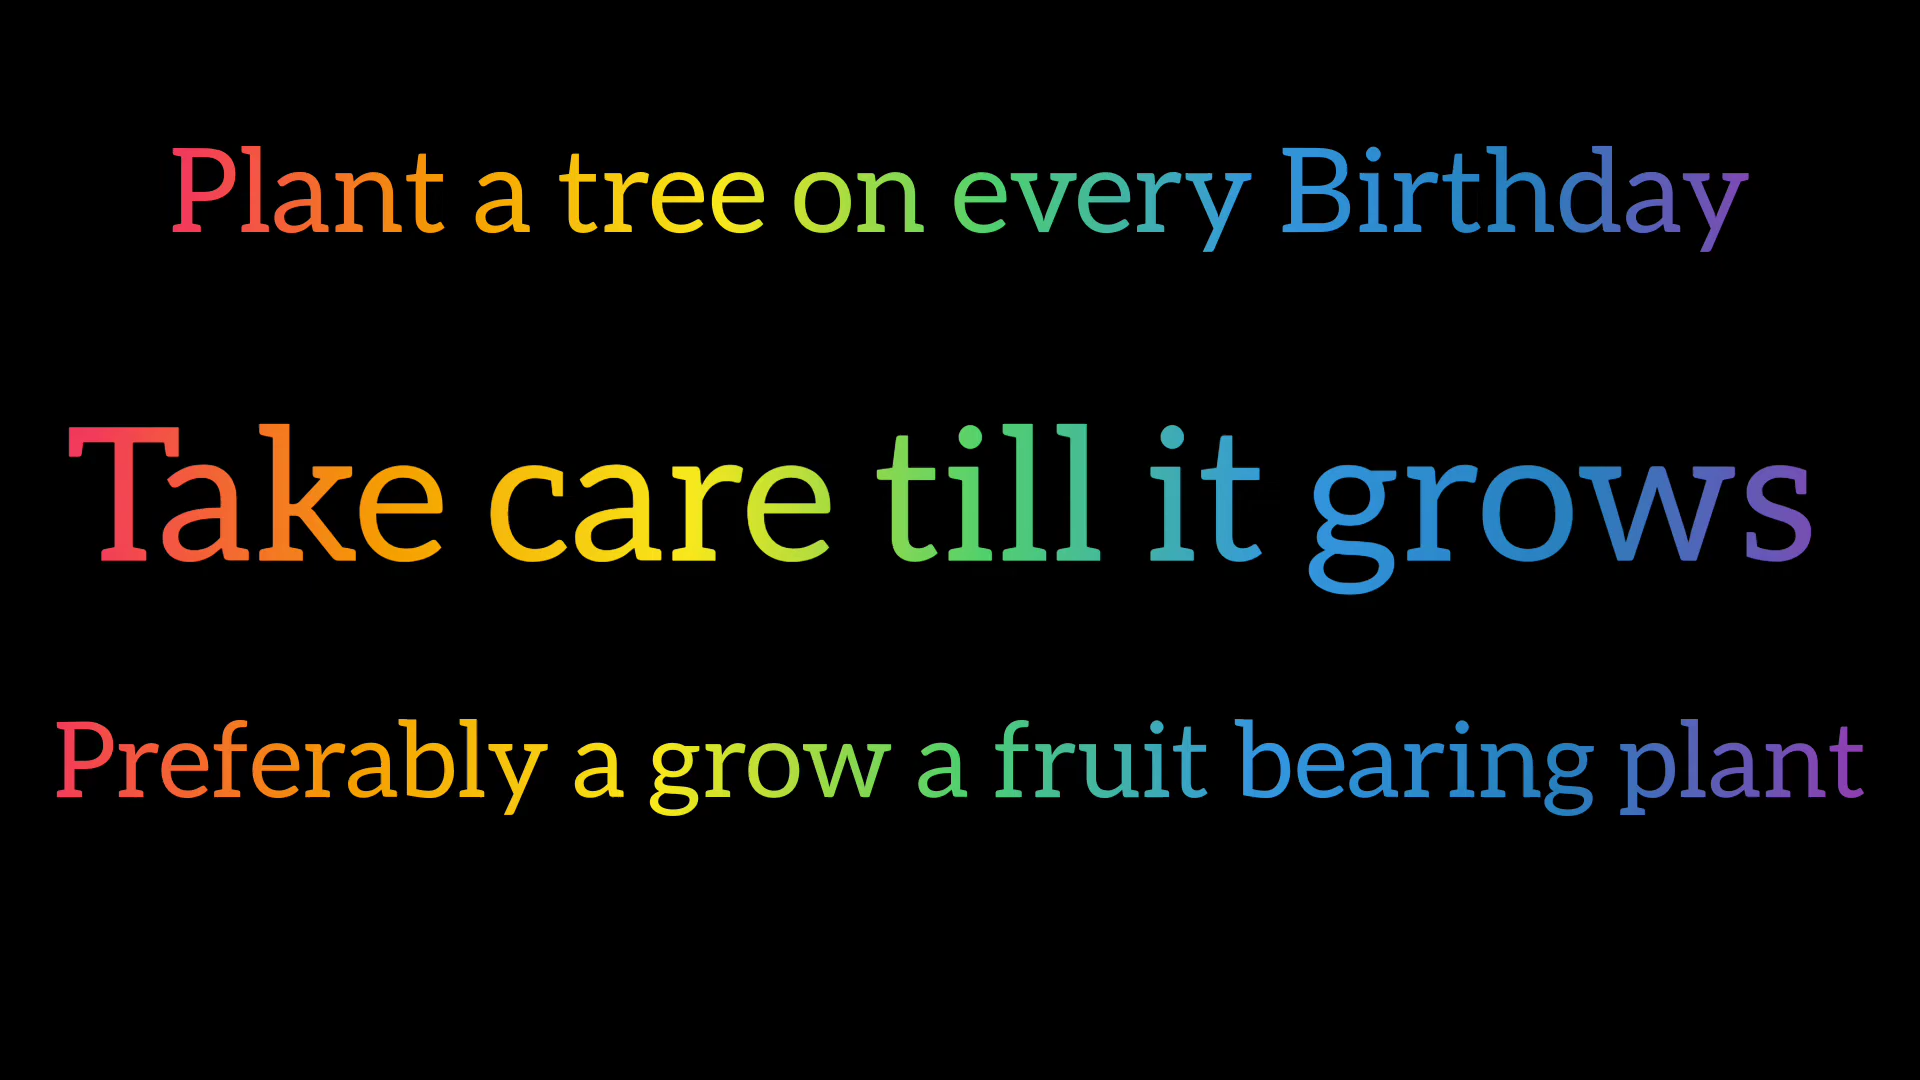 Plant a tree on every Birthday
Take care till it grows
Preferably a grow a fruit bearing plant